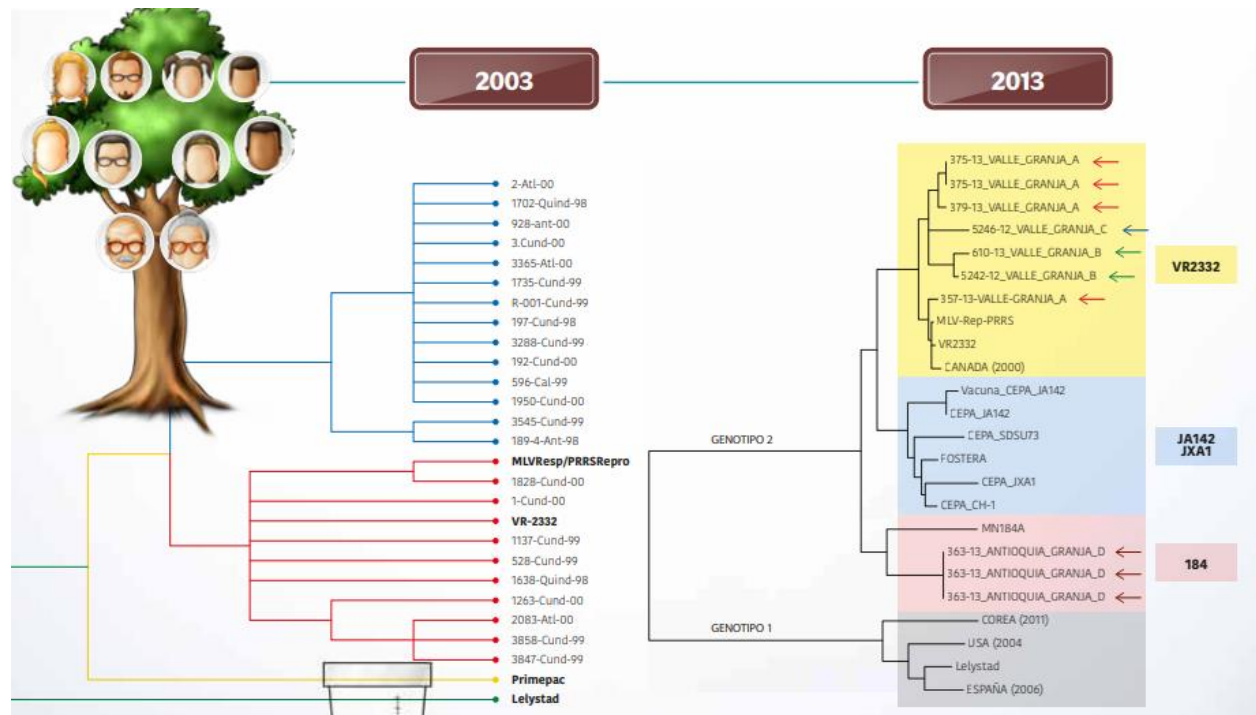 2003
2013
2-Atl-00
1702-Quind-98
928-ant-00
3.Cund-00
3365-Atl-00
1735-Cund-99
R-001-Cund-99
197-Cund-98
3288-Cund-99
192-Cund-00
596-Cal-99
1950-Cund-00
3545-Cund-99
189-4-Ant-98
MLVResp/PRRSRepro
1828-Cund-00
1-Cund-00
VR-2332
1137-Cund-99
528-Cund-99
1638-Quind-98
1263-Cund-00
2083-Atl-00
3858-Cund-99
3847-Cund-99
Primepac
Lelystad
GENOTIPO 2
GENOTIPO 1
375-13_VALLE_GRANJA_A
375-13_VALLE_GRANJA_A
379-13_VALLE_GRANJA_A
5246-12_VALLE_GRANJA_C
610-13_VALLE_GRANJA_B
5242-12_VALLE_GRANJA_B
357-13-VALLE-GRANJA_A
MLV-Rep-PRRS
VR2332
CANADA (2000)
Vacuna_CEPA_JA142
CEPA_JA142
CEPA_SDSU73
FOSTERA
CEPA_JXA1
CEPA_CH-1
MN184A
363-13_ANTIOQUIA_GRANJA_D
363-13_ANTIOQUIA_GRANJA_D
363-13_ANTIOQUIA_GRANJA_D
COREA (2011)
USA (2004
Lelystad
ESPAÑA (2006)
VR2332
JA142
JXA1
184